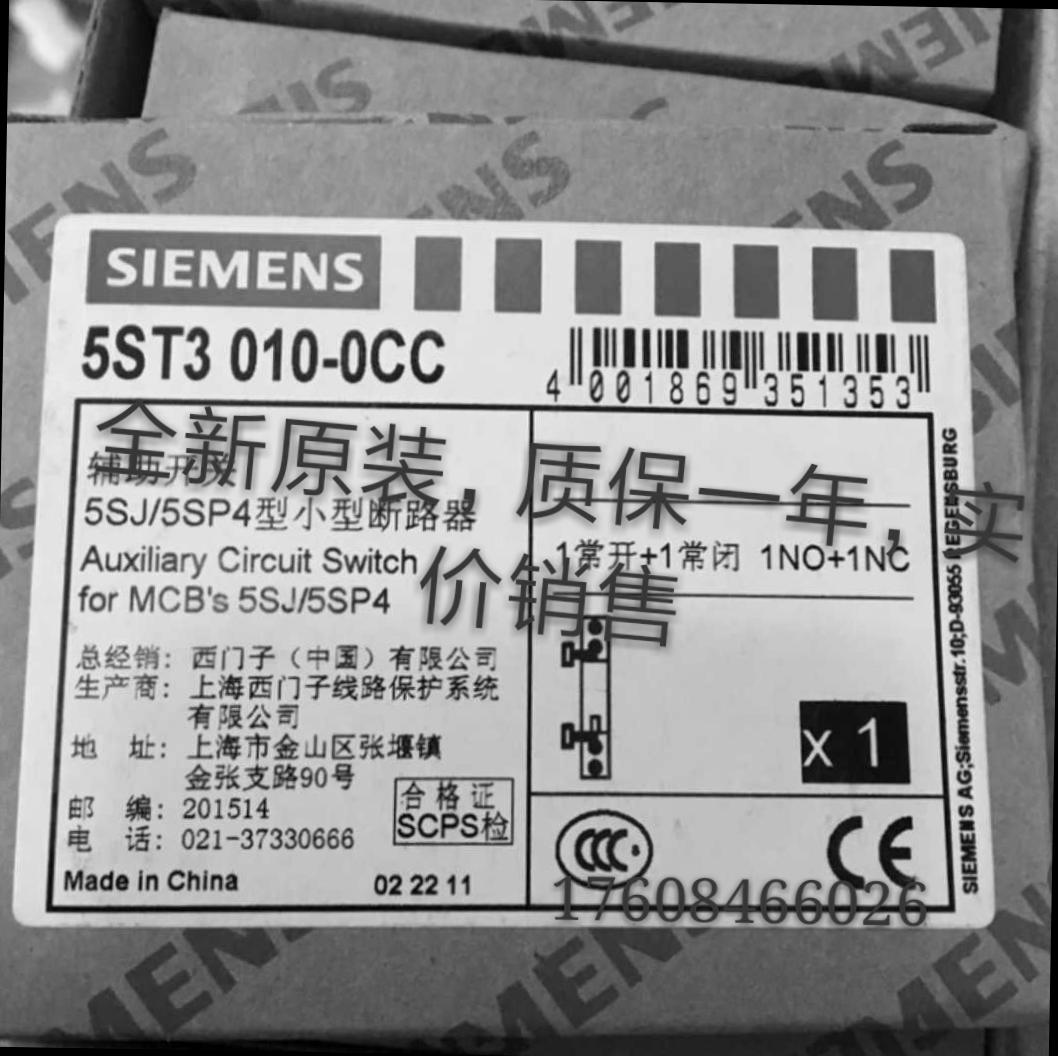 SIEMENS
5ST3 010-0CC
4 001869 351353
辅助开关
5SJ/5SP4型小型断路器
Auxiliary Circuit Switch
for MCB's 5SJ/5SP4
1常开+1常闭 1NO+1NC
全新原装，质保一年，实
价销售
总经销：西门子（中国）有限公司
生产商：上海西门子线路保护系统
有限公司
地 址：上海市金山区张堰镇
金张支路90号
邮 编：201514
电 话：021-37330666
合格证
SCPS检
Made in China
02 22 11
x 1
CCC
CE
17608466026
SIEMENS AG;Siemensstr.10;D-93055 REGENSBURG